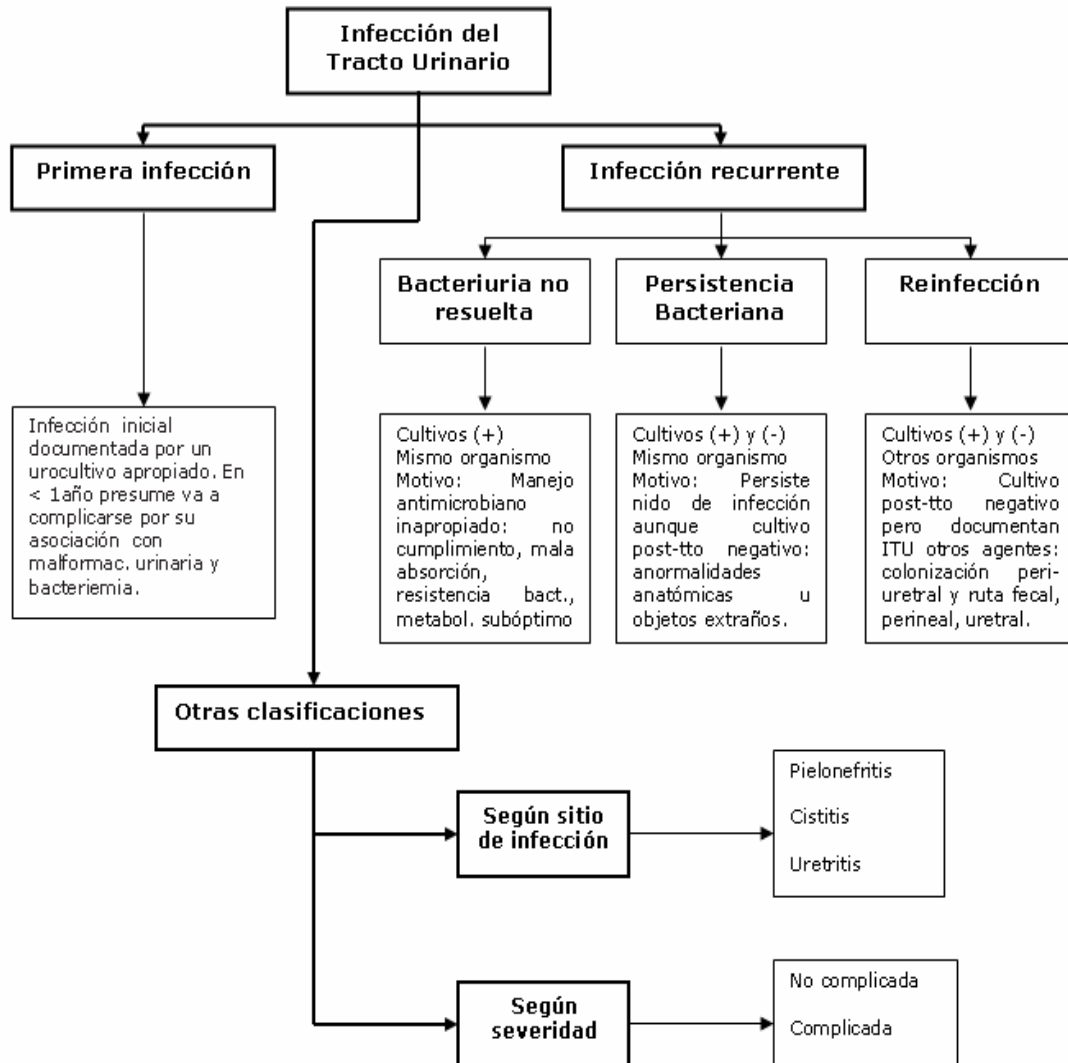 Infección del
Tracto Urinario
Primera infección
Infección recurrente
Bacteriuria no
resuelta
Persistencia
Bacteriana
Reinfección
Infección inicial
documentada por un
urocultivo apropiado. En
< 1año presume va a
complicarse por su
asociación con
malformac. urinaria y
bacteriemia.
Cultivos (+)
Mismo organismo
Motivo: Manejo
antimicrobiano
inapropiado: no
cumplimiento, mala
absorción,
resistencia bact.,
metabol. subóptimo
Cultivos (+) y (-)
Mismo organismo
Motivo: Persiste
nido de infección
aunque cultivo
post-tto negativo:
anormalidades
anatómicas u
objetos extraños.
Cultivos (+) y (-)
Otros organismos
Motivo: Cultivo
post-tto negativo
pero documentan
ITU otros agentes:
colonización peri-
uretral y ruta fecal,
perineal, uretral.
Otras clasificaciones
Según sitio
de infección
Pielonefritis
Cistitis
Uretritis
Según
severidad
No complicada
Complicada